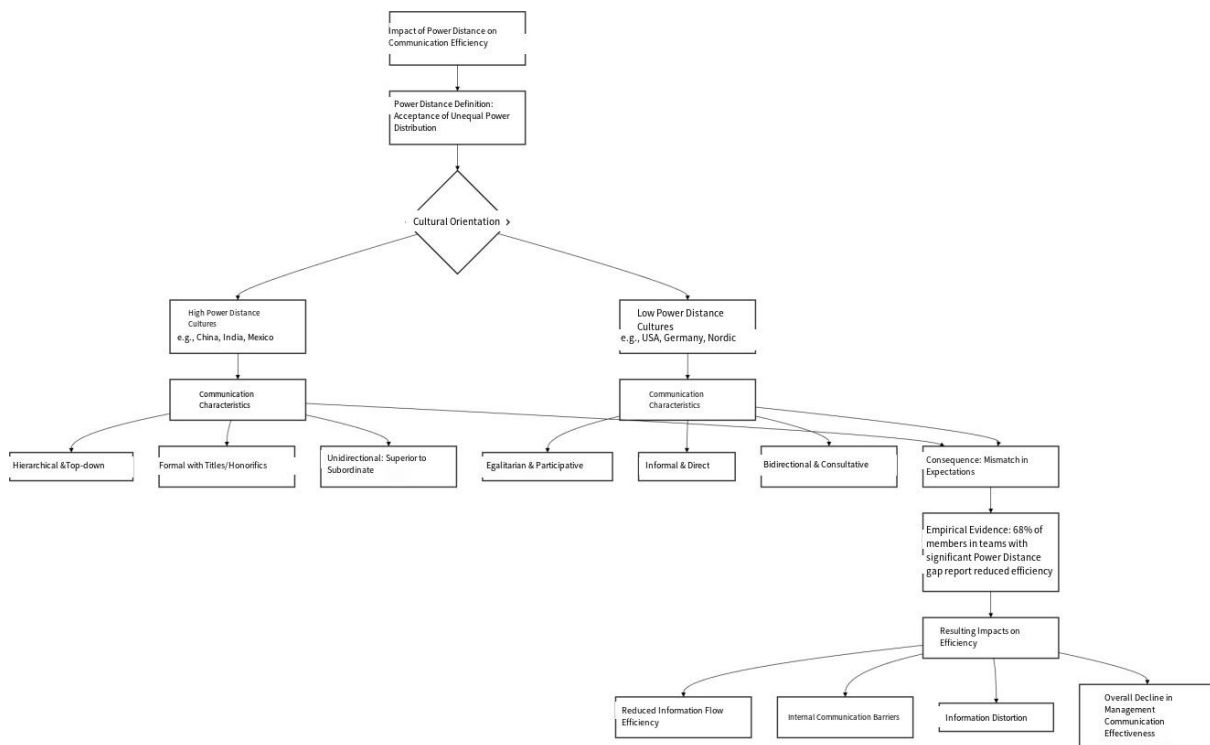 Impact of Power Distance on
Communication Efficiency
Power Distance Definition:
Acceptance of Unequal Power
Distribution
Cultural Orientation
High Power Distance
Cultures
e.g., China, India, Mexico
Low Power Distance
Cultures
e.g., USA, Germany, Nordic
Communication
Characteristics
Communication
Characteristics
Hierarchical &Top-down
Formal with Titles/Honorifics
Unidirectional: Superior to
Subordinate
Egalitarian & Participative
Informal & Direct
Bidirectional & Consultative
Consequence: Mismatch in
Expectations
Empirical Evidence: 68% of
members in teams with
significant Power Distance
gap report reduced efficiency
Resulting Impacts on
Efficiency
Reduced Information Flow
Efficiency
Internal Communication Barriers
Information Distortion
Overall Decline in
Management
Communication
Effectiveness